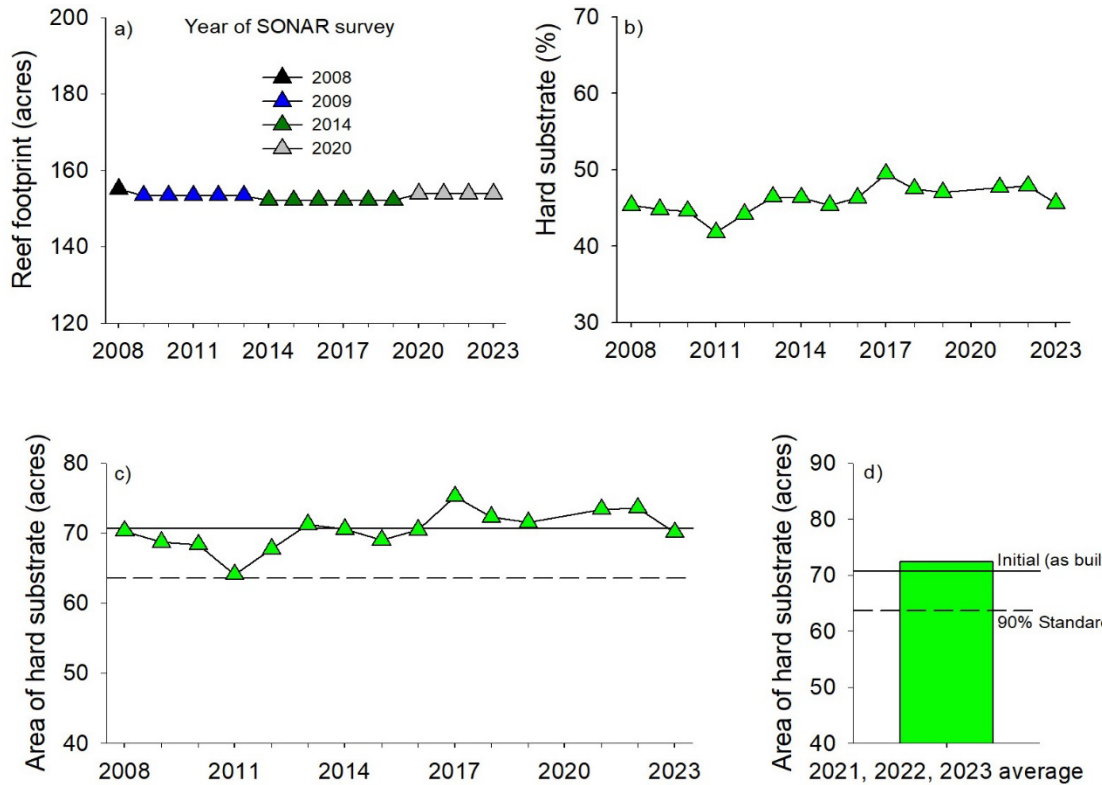 a) Year of SONAR survey
2008
2009
2014
2020
Reef footprint (acres)
200
180
160
140
120
2008 2011 2014 2017 2020 2023
b)
Hard substrate (%)
70
60
50
40
30
2008 2011 2014 2017 2020 2023
c)
Area of hard substrate (acres)
80
70
60
50
40
2008 2011 2014 2017 2020 2023
d)
Area of hard substrate (acres)
90
80
70
60
50
40
Initial (as buil
90% Standar
2021, 2022, 2023 average